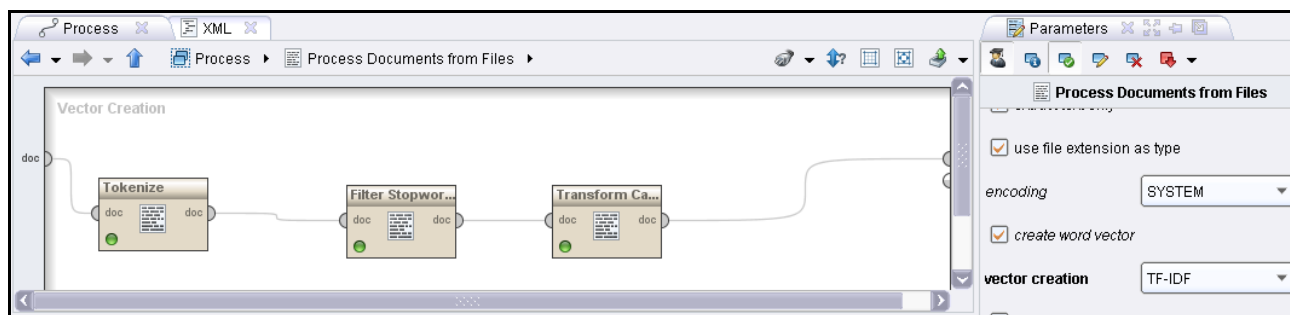 Process
XML
Parameters
Process
Process Documents from Files
Process Documents from Files
Vector Creation
use file extension as type
doc
Tokenize
Filter Stopwor...
Transform Ca...
encoding
SYSTEM
doc
doc
doc
doc
doc
doc
create word vector
vector creation
TF-IDF